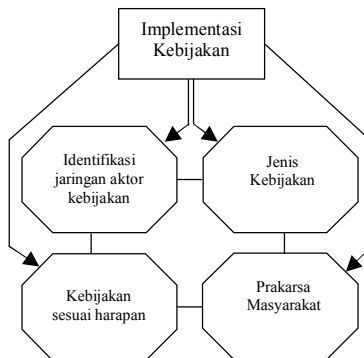 Implementasi
Kebijakan
Identifikasi
jaringan aktor
kebijakan
Jenis
Kebijakan
Kebijakan
sesuai harapan
Prakarsa
Masyarakat